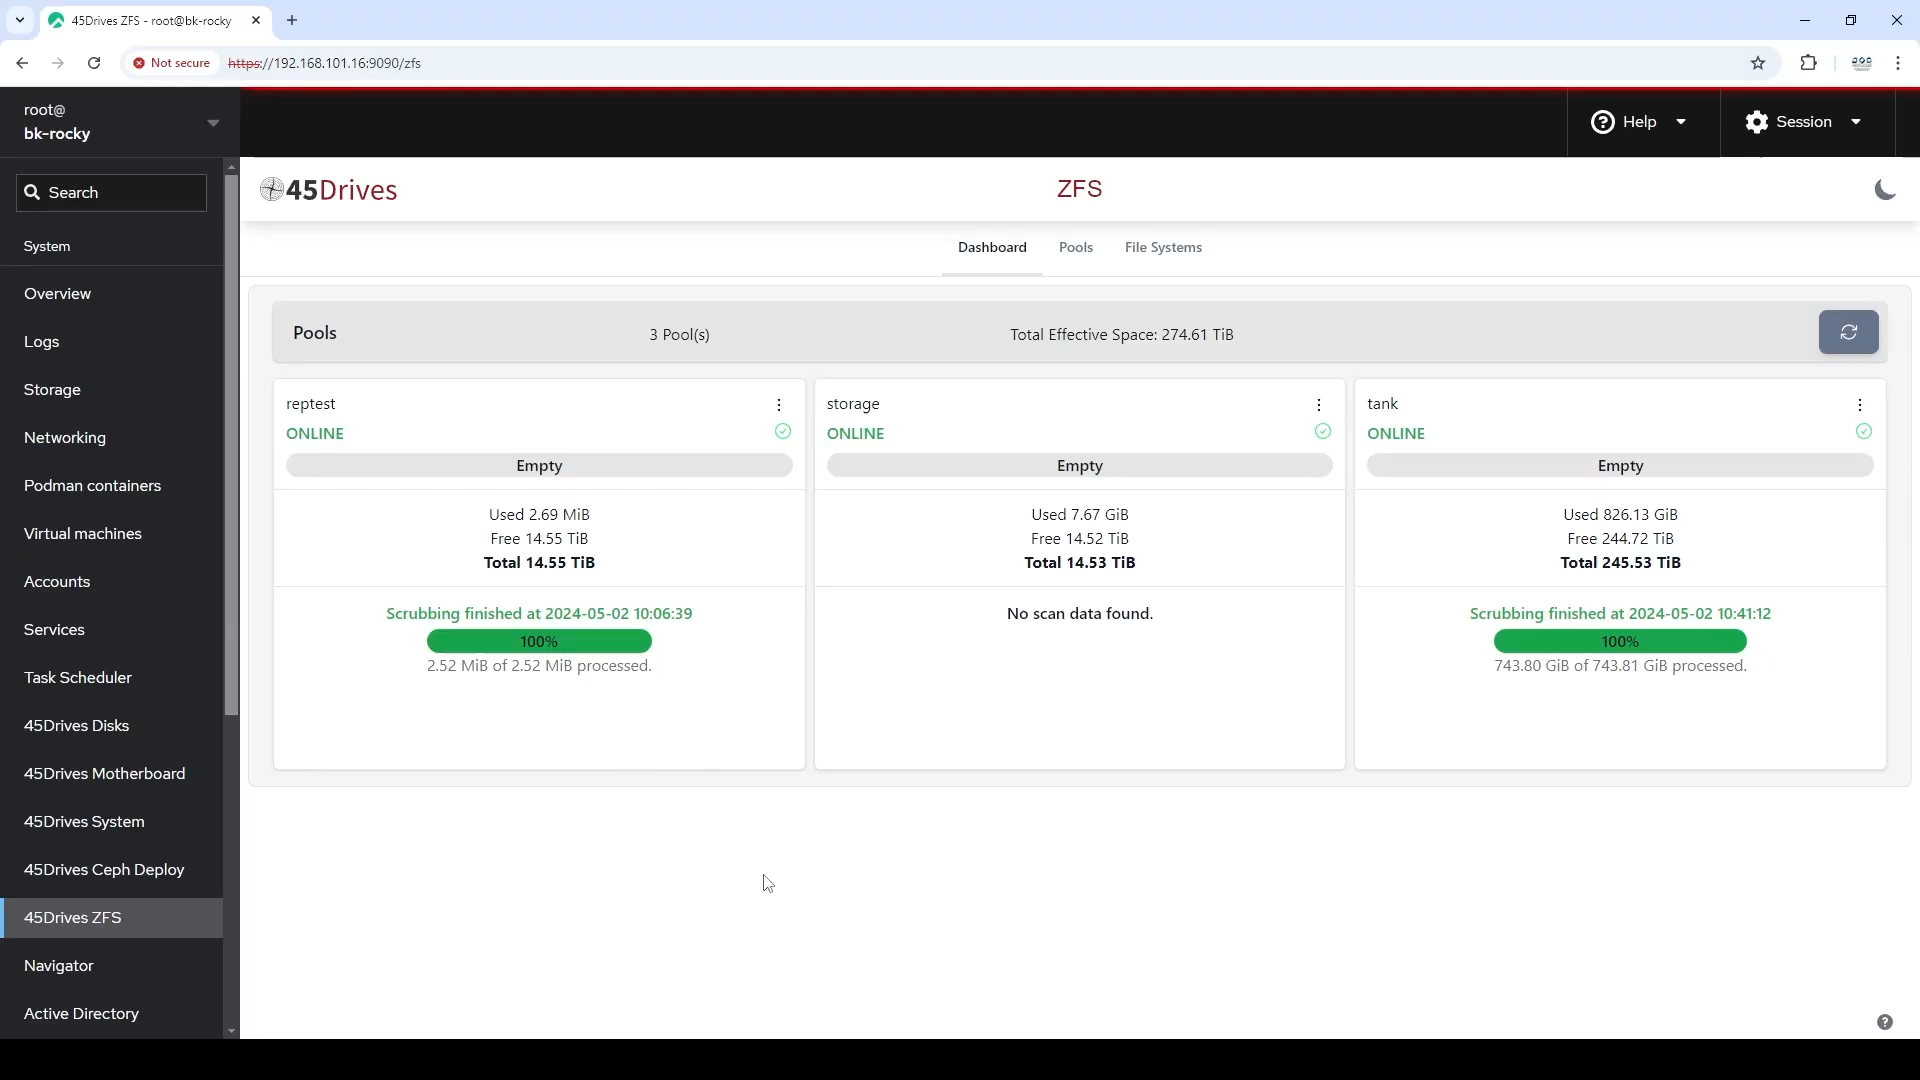 45Drives ZFS - root@bk-rocky
Not secure
https://192.168.101.16:9090/zfs
root@
bk-rocky
Help
Session
Search
System
Overview
Logs
Storage
Networking
Podman containers
Virtual machines
Accounts
Services
Task Scheduler
45Drives Disks
45Drives Motherboard
45Drives System
45Drives Ceph Deploy
45Drives ZFS
Navigator
Active Directory
45Drives
ZFS
Dashboard
Pools
File Systems
Pools
3 Pool(s)
Total Effective Space: 274.61 TiB
reptest
ONLINE
Empty
Used 2.69 MiB
Free 14.55 TiB
Total 14.55 TiB
Scrubbing finished at 2024-05-02 10:06:39
100%
2.52 MiB of 2.52 MiB processed.
storage
ONLINE
Empty
Used 7.67 GiB
Free 14.52 TiB
Total 14.53 TiB
No scan data found.
tank
ONLINE
Empty
Used 826.13 GiB
Free 244.72 TiB
Total 245.53 TiB
Scrubbing finished at 2024-05-02 10:41:12
100%
743.80 GiB of 743.81 GiB processed.